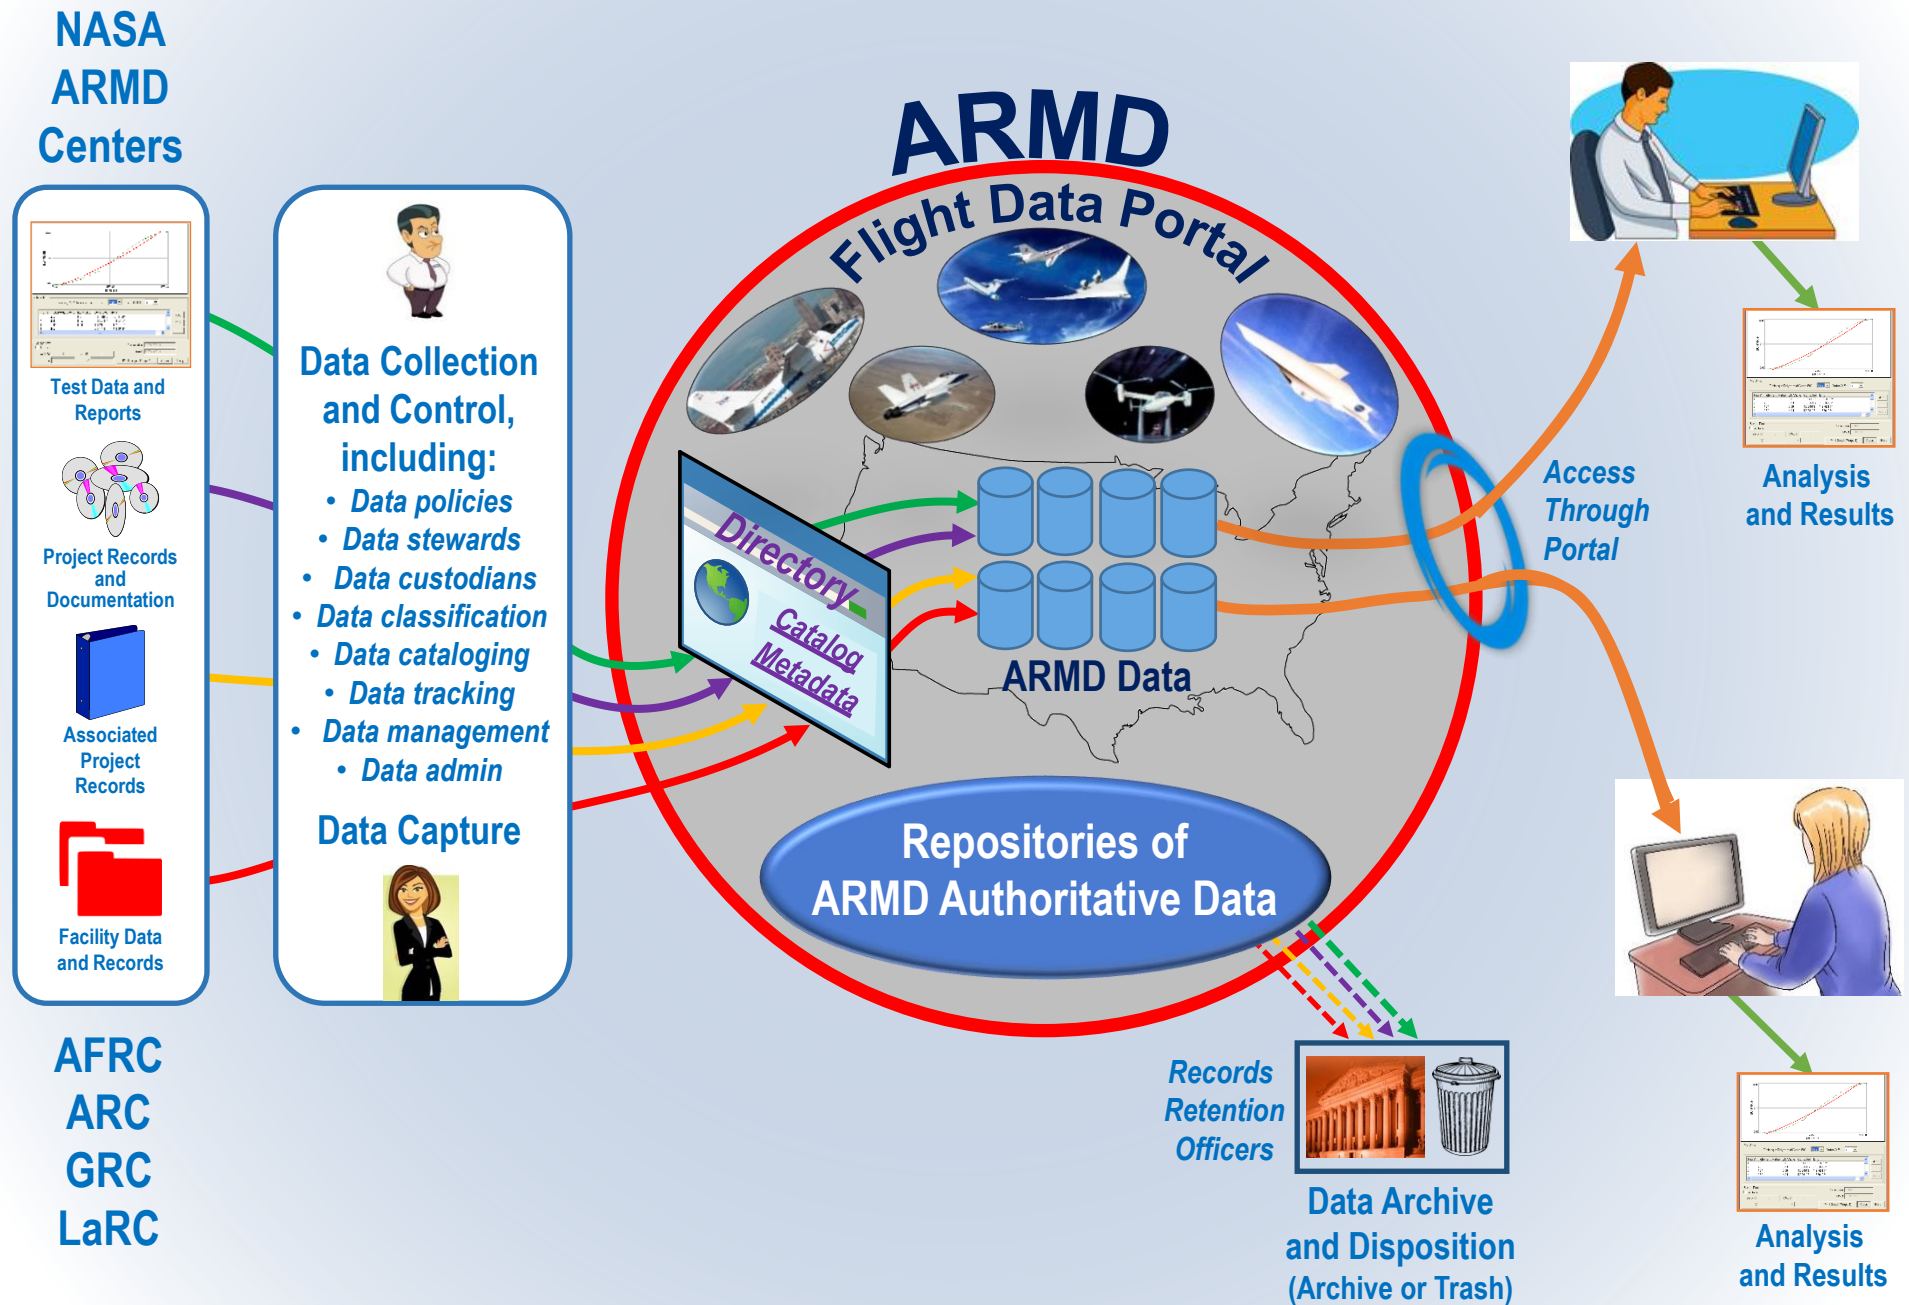 NASA
ARMD
Centers
Test Data and
Reports
Project Records
and
Documentation
Associated
Project
Records
Facility Data
and Records
AFRC
ARC
GRC
LaRC
Data Collection
and Control,
including:
• Data policies
• Data stewards
• Data custodians
• Data classification
• Data cataloging
• Data tracking
• Data management
• Data admin
Data Capture
ARMD
Flight Data Portal
Directory
Catalog
Metadata
ARMD Data
Repositories of
ARMD Authoritative Data
Access
Through
Portal
Records
Retention
Officers
Data Archive
and Disposition
(Archive or Trash)
Analysis
and Results
Analysis
and Results